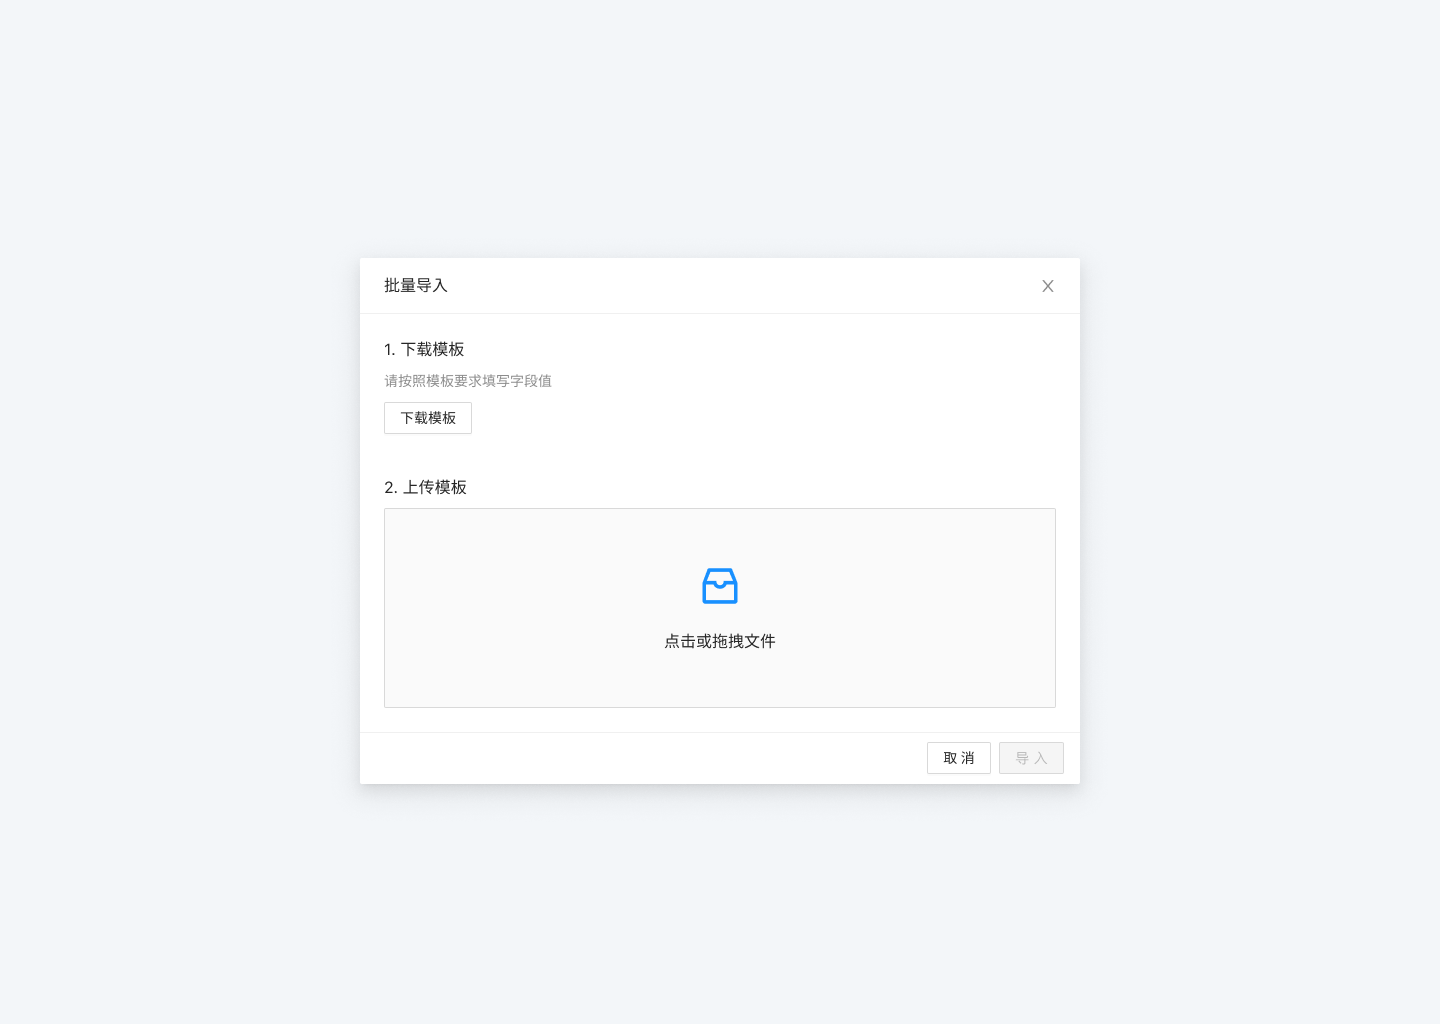 批量导入
1. 下载模板
请按照模板要求填写字段值
下载模板
2. 上传模板
点击或拖拽文件
取 消
导 入